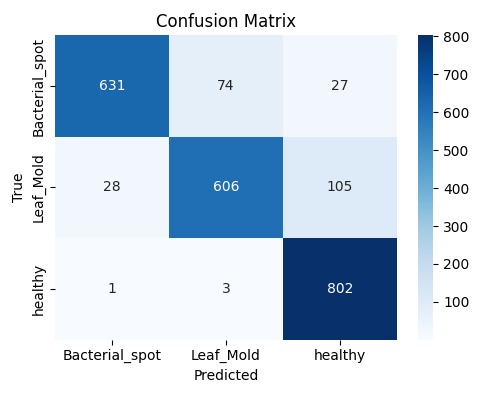 Confusion Matrix
True
Bacterial_spot
Leaf_Mold
healthy
631 74 27
28 606 105
1 3 802
Bacterial_spot Leaf_Mold healthy
Predicted
800
700
600
500
400
300
200
100